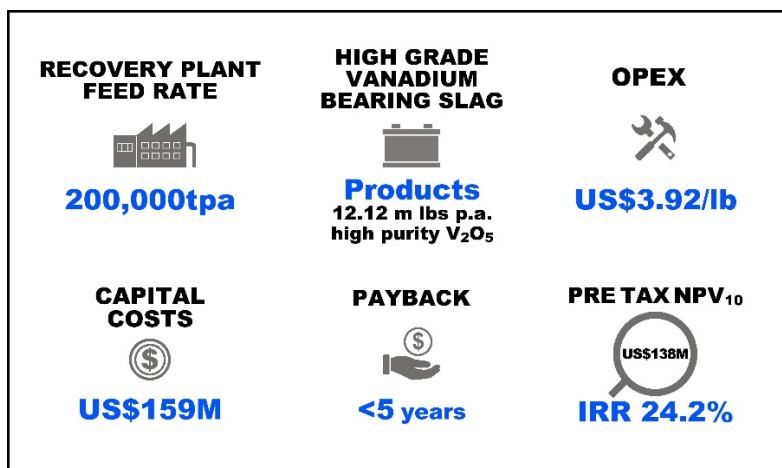 RECOVERY PLANT
FEED RATE
200,000tpa
HIGH GRADE
VANADIUM
BEARING SLAG
Products
12.12 m lbs p.a.
high purity V₂O₅
OPEX
US$3.92/lb
CAPITAL
COSTS
$
US$159M
PAYBACK
$
<5 years
PRE TAX NPV₁₀
US$138M
IRR 24.2%